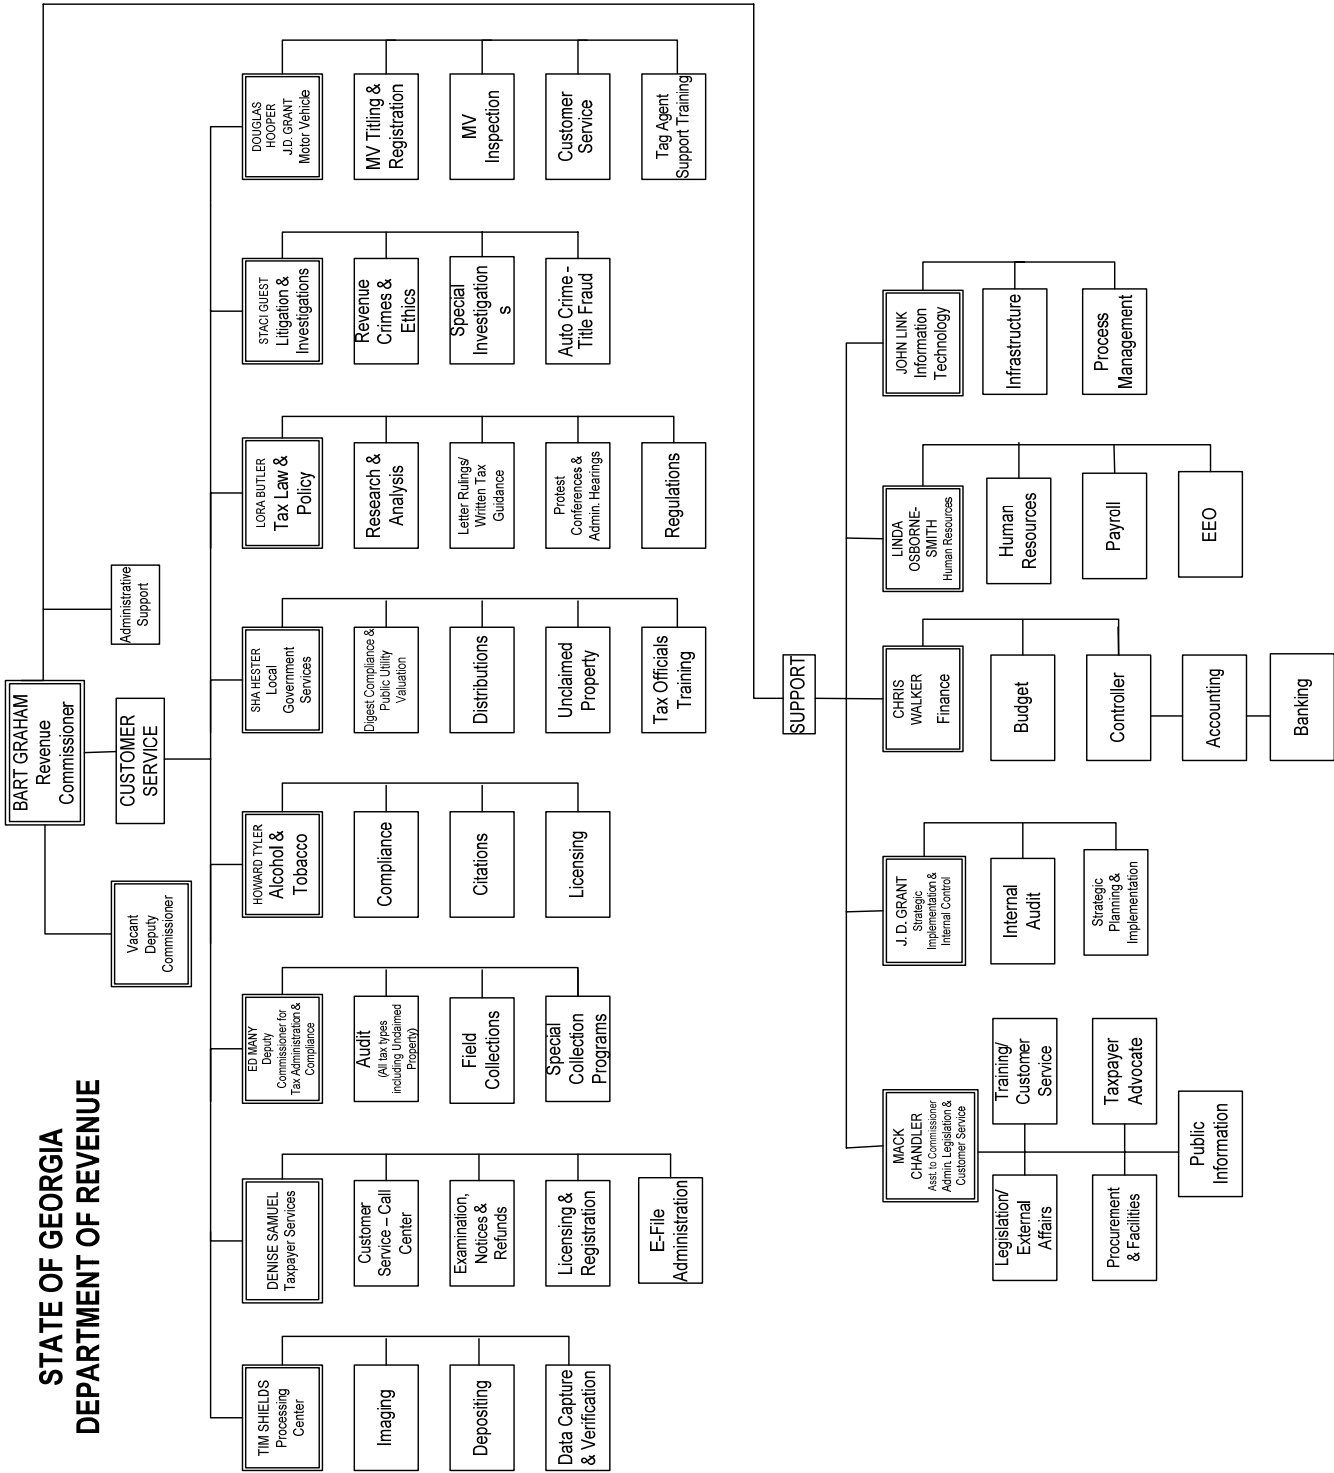 STATE OF GEORGIA
DEPARTMENT OF REVENUE
BART GRAHAM
Revenue
Commissioner
Vacant
Deputy
Commissioner
Administrative
Support
CUSTOMER
SERVICE
TIM SHIELDS
Processing
Center
Imaging
Depositing
Data Capture
& Verification
DENISE SAMUEL
Taxpayer Services
Customer
Service – Call
Center
Examination,
Notices &
Refunds
Licensing &
Registration
E-File
Administration
ED MANY
Deputy
Commissioner for
Tax Administration &
Compliance
Audit
(All tax types
including Unclaimed
Property)
Field
Collections
Special
Collection
Programs
HOWARD TYLER
Alcohol &
Tobacco
Compliance
Citations
Licensing
SHA HESTER
Local
Government
Services
Digest Compliance &
Public Utility
Valuation
Distributions
Unclaimed
Property
Tax Officials
Training
LORA BUTLER
Tax Law &
Policy
Research &
Analysis
Letter Rulings/
Written Tax
Guidance
Protest
Conferences &
Admin. Hearings
Regulations
STACI GUEST
Litigation &
Investigations
Revenue
Crimes &
Ethics
Special
Investigation
s
Auto Crime -
Title Fraud
DOUGLAS
HOOPER
J.D. GRANT
Motor Vehicle
MV Titling &
Registration
MV
Inspection
Customer
Service
Tag Agent
Support Training
SUPPORT
MACK
CHANDLER
Asst. to Commissioner
Admin. Legislation &
Customer Service
Legislation/
External
Affairs
Training/
Customer
Service
Procurement
& Facilities
Taxpayer
Advocate
Public
Information
J. D. GRANT
Strategic
Implementation &
Internal Control
Internal
Audit
Strategic
Planning &
Implementation
CHRIS
WALKER
Finance
Budget
Controller
Accounting
Banking
LINDA
OSBORNE-
SMITH
Human Resources
Human
Resources
Payroll
EEO
JOHN LINK
Information
Technology
Infrastructure
Process
Management